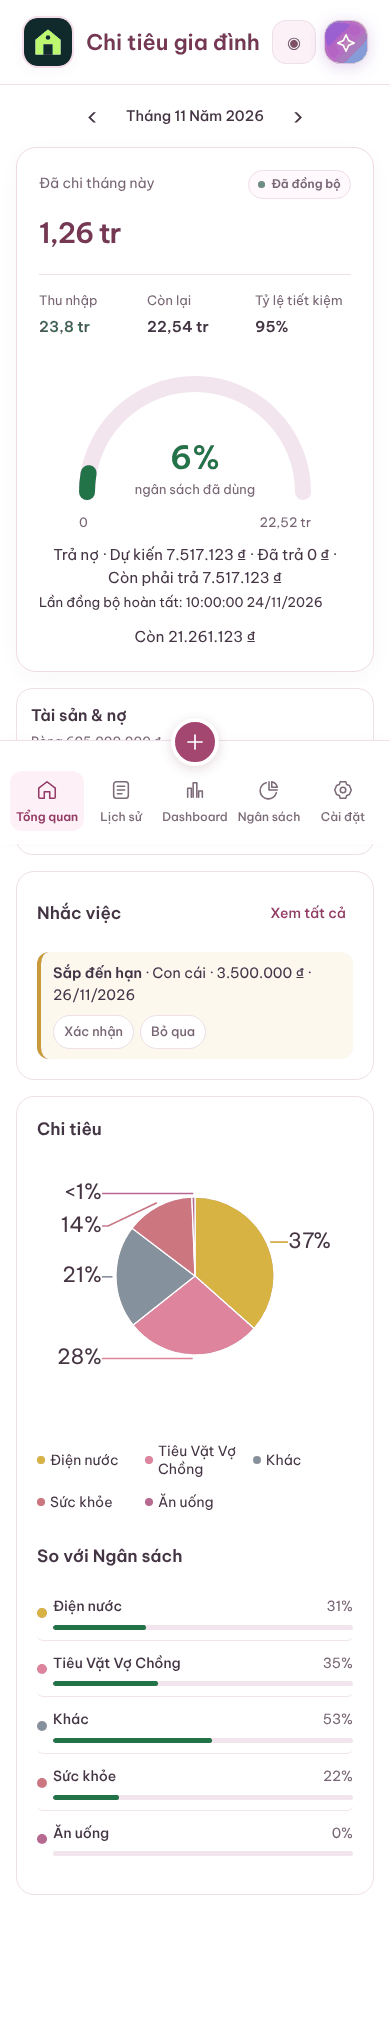 Chi tiêu gia đình
Tháng 11 Năm 2026
Đã chi tháng này
Đã đồng bộ
1,26 tr
Thu nhập
Còn lại
Tỷ lệ tiết kiệm
23,8 tr
22,54 tr
95%
6%
ngân sách đã dùng
0
22,52 tr
Trả nợ · Dự kiến 7.517.123 ₫ · Đã trả 0 ₫ ·
Còn phải trả 7.517.123 ₫
Lần đồng bộ hoàn tất: 10:00:00 24/11/2026
Còn 21.261.123 ₫
Tài sản & nợ
Tổng quan
Lịch sử
Dashboard
Ngân sách
Cài đặt
Nhắc việc
Xem tất cả
Sắp đến hạn · Con cái · 3.500.000 ₫ ·
26/11/2026
Xác nhận
Bỏ qua
Chi tiêu
<1%
14%
37%
21%
28%
Điện nước
Tiêu Vặt Vợ
Chồng
Khác
Sức khỏe
Ăn uống
So với Ngân sách
Điện nước
31%
Tiêu Vặt Vợ Chồng
35%
Khác
53%
Sức khỏe
22%
Ăn uống
0%